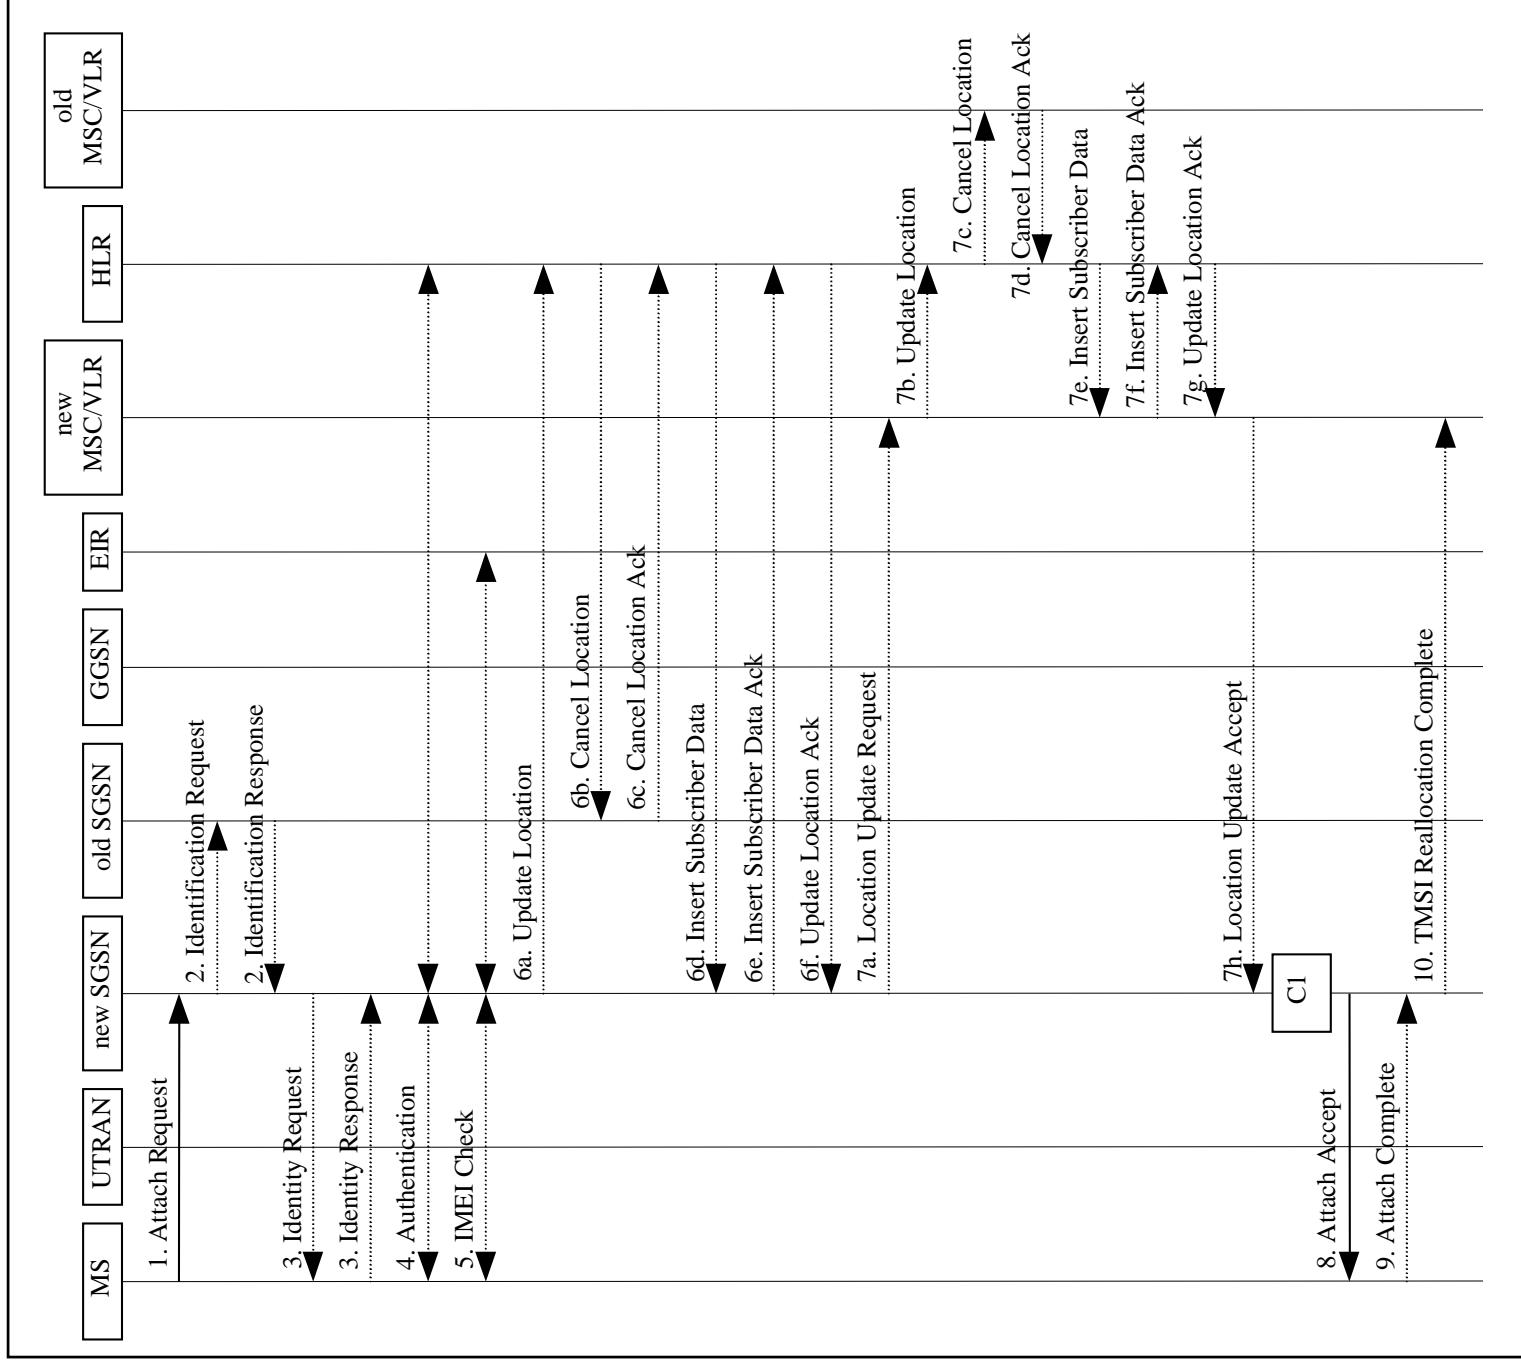 MS
UTRAN
new SGSN
old SGSN
GGSN
EIR
new
MSC/VLR
HLR
old
MSC/VLR
1. Attach Request
2. Identification Request
2. Identification Response
3. Identity Request
3. Identity Response
4. Authentication
5. IMEI Check
6a. Update Location
6b. Cancel Location
6c. Cancel Location Ack
6d. Insert Subscriber Data
6e. Insert Subscriber Data Ack
6f. Update Location Ack
7a. Location Update Request
7b. Update Location
7c. Cancel Location
7d. Cancel Location Ack
7e. Insert Subscriber Data
7f. Insert Subscriber Data Ack
7g. Update Location Ack
7h. Location Update Accept
C1
8. Attach Accept
9. Attach Complete
10. TMSI Reallocation Complete